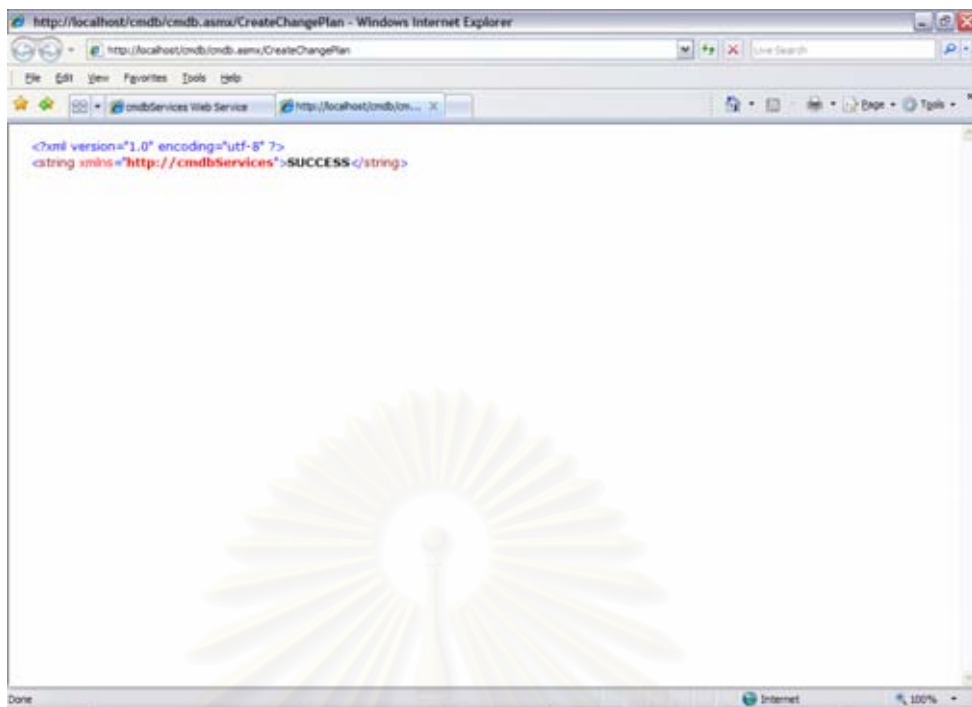 http://localhost/cmdb/cmdb.asmx/CreateChangePlan - Windows Internet Explorer
http://localhost/cmdb/cmdb.asmx/CreateChangePlan
Live Search
File Edit View Favorites Tools Help
cmdbServices Web Service
http://localhost/cmdb/cm...
Page
Tools
<?xml version="1.0" encoding="utf-8" ?>
<string xmlns="http://cmdbServices">SUCCESS</string>
Done
Internet
100%